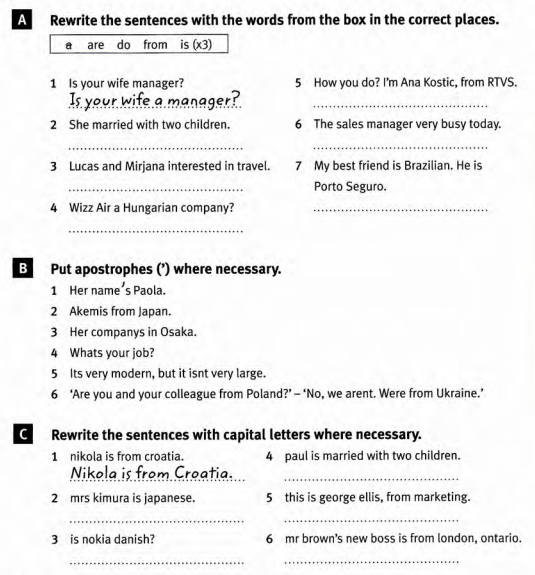 A Rewrite the sentences with the words from the box in the correct places.
a are do from is (x3)
1 Is your wife manager?
Is your wife a manager?
2 She married with two children.
3 Lucas and Mirjana interested in travel.
4 Wizz Air a Hungarian company?
5 How you do? I'm Ana Kostic, from RTVS.
6 The sales manager very busy today.
7 My best friend is Brazilian. He is
Porto Seguro.
B Put apostrophes (') where necessary.
1 Her name's Paola.
2 Akemis from Japan.
3 Her companys in Osaka.
4 Whats your job?
5 Its very modern, but it isnt very large.
6 'Are you and your colleague from Poland?' – 'No, we arent. Were from Ukraine.'
C Rewrite the sentences with capital letters where necessary.
1 nikola is from croatia.
Nikola is from Croatia.
2 mrs kimura is japanese.
3 is nokia danish?
4 paul is married with two children.
5 this is george ellis, from marketing.
6 mr brown's new boss is from london, ontario.